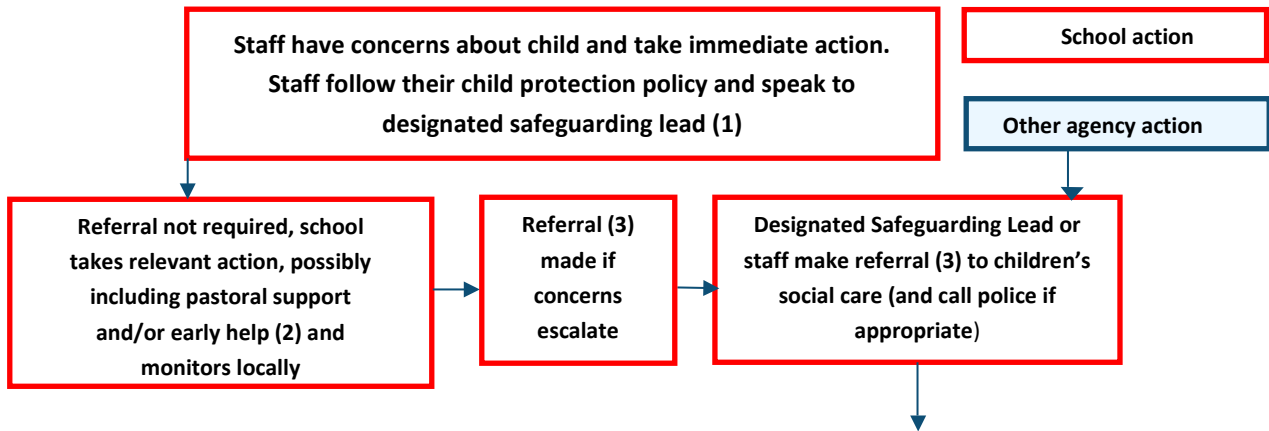 Staff have concerns about child and take immediate action.
Staff follow their child protection policy and speak to
designated safeguarding lead (1)
School action
Other agency action
Referral not required, school
takes relevant action, possibly
including pastoral support
and/or early help (2) and
monitors locally
Referral (3)
made if
concerns
escalate
Designated Safeguarding Lead or
staff make referral (3) to children’s
social care (and call police if
appropriate)